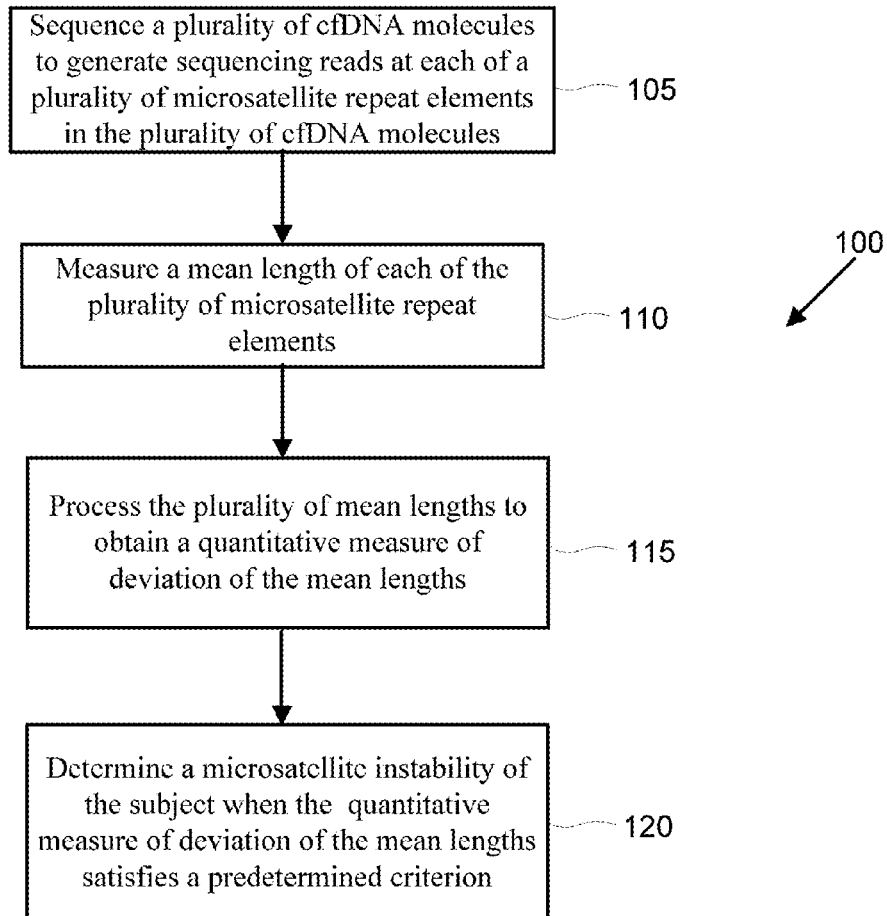 Sequence a plurality of cfDNA molecules
to generate sequencing reads at each of a
plurality of microsatellite repeat elements
in the plurality of cfDNA molecules
105
100
Measure a mean length of each of the
plurality of microsatellite repeat
elements
110
Process the plurality of mean lengths to
obtain a quantitative measure of
deviation of the mean lengths
115
Determine a microsatellite instability of
the subject when the quantitative
measure of deviation of the mean lengths
satisfies a predetermined criterion
120